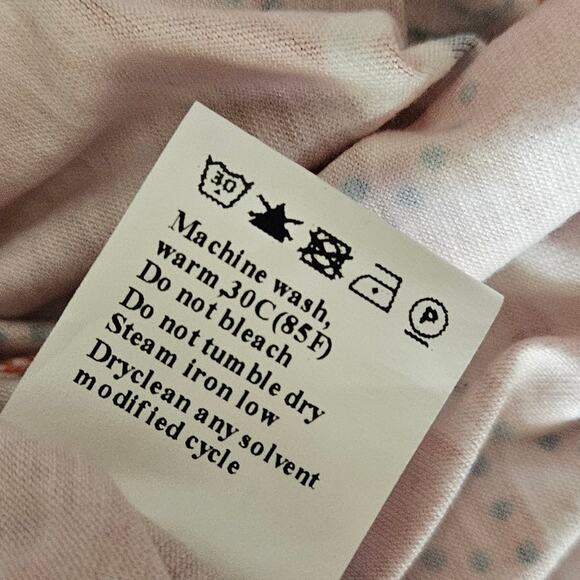 30
P
Machine wash,
warm,30C(85F)
Do not bleach
Do not tumble dry
Steam iron low
Dryclean any solvent
modified cycle